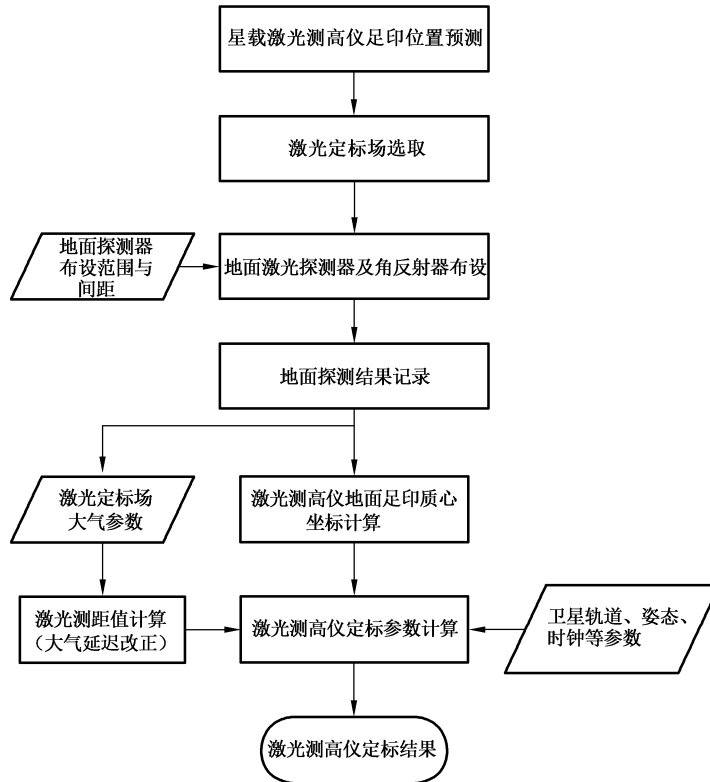 星载激光测高仪足印位置预测
激光定标场选取
地面探测器
布设范围与
间距
地面激光探测器及角反射器布设
地面探测结果记录
激光定标场
大气参数
激光测高仪地面足印质心
坐标计算
激光测距值计算
（大气延迟改正）
激光测高仪定标参数计算
卫星轨道、姿态、
时钟等参数
激光测高仪定标结果